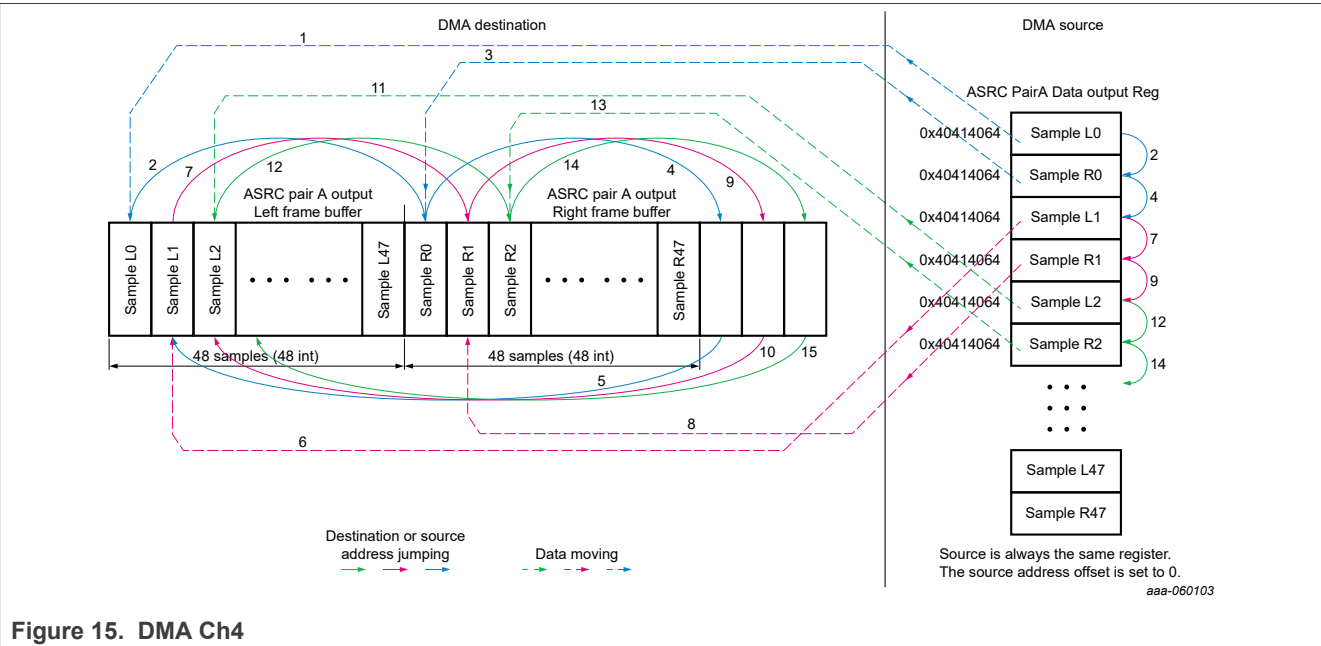 DMA destination
DMA source
1
3
11
13
ASRC PairA Data output Reg
2
7
12
14
4
9
ASRC pair A output
Left frame buffer
ASRC pair A output
Right frame buffer
Sample L0
Sample L1
Sample L2
Sample L47
Sample R0
Sample R1
Sample R2
Sample R47
48 samples (48 int)
48 samples (48 int)
10
15
5
8
6
0x40414064
Sample L0
2
0x40414064
Sample R0
4
0x40414064
Sample L1
7
0x40414064
Sample R1
9
0x40414064
Sample L2
12
0x40414064
Sample R2
14
Sample L47
Sample R47
Destination or source
address jumping
Data moving
Source is always the same register.
The source address offset is set to 0.
aaa-060103
Figure 15. DMA Ch4